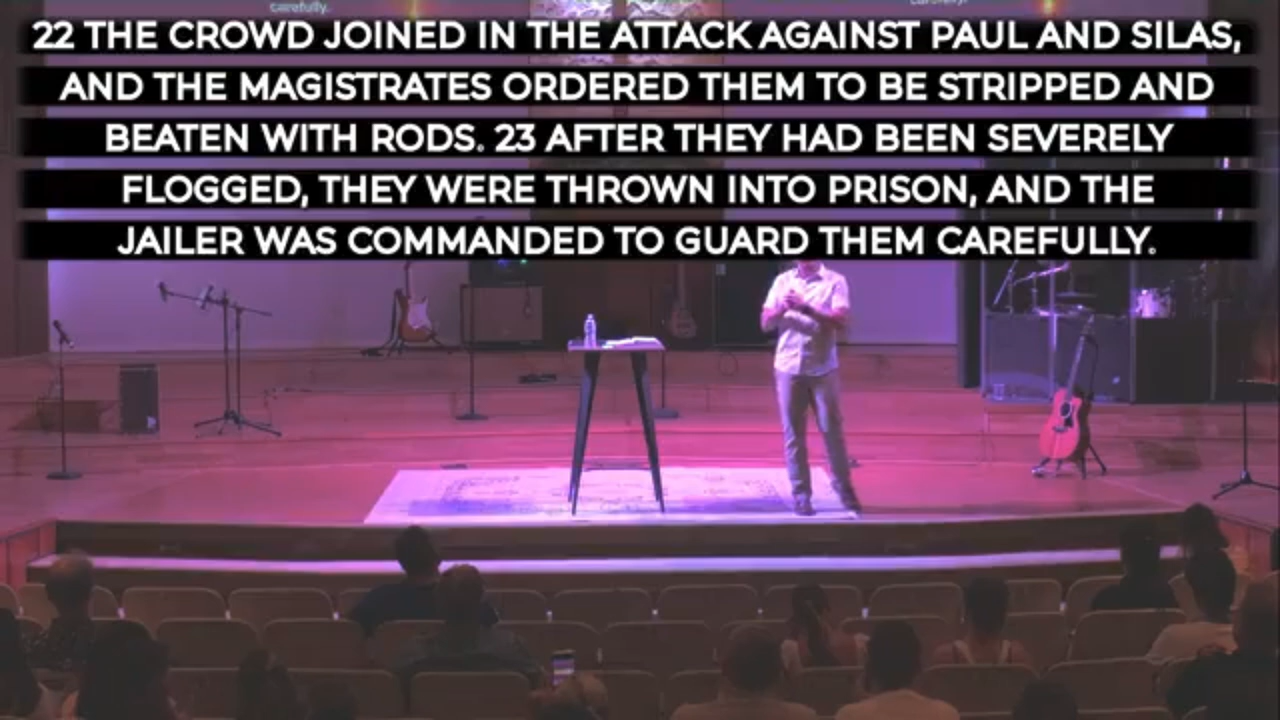 carefully. carefully.
22 THE CROWD JOINED IN THE ATTACK AGAINST PAUL AND SILAS,
AND THE MAGISTRATES ORDERED THEM TO BE STRIPPED AND
BEATEN WITH RODS. 23 AFTER THEY HAD BEEN SEVERELY
FLOGGED, THEY WERE THROWN INTO PRISON, AND THE
JAILER WAS COMMANDED TO GUARD THEM CAREFULLY.